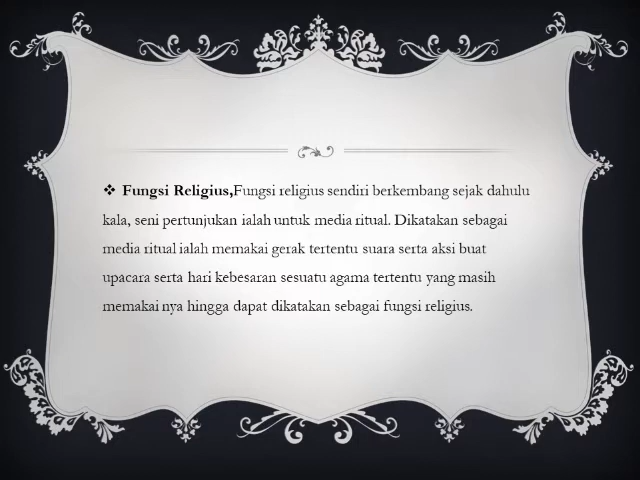 ❖ Fungsi Religius,Fungsi religius sendiri berkembang sejak dahulu
kala, seni pertunjukan ialah untuk media ritual. Dikatakan sebagai
media ritual ialah memakai gerak tertentu suara serta aksi buat
upacara serta hari kebesaran sesuatu agama tertentu yang masih
memakai nya hingga dapat dikatakan sebagai fungsi religius.